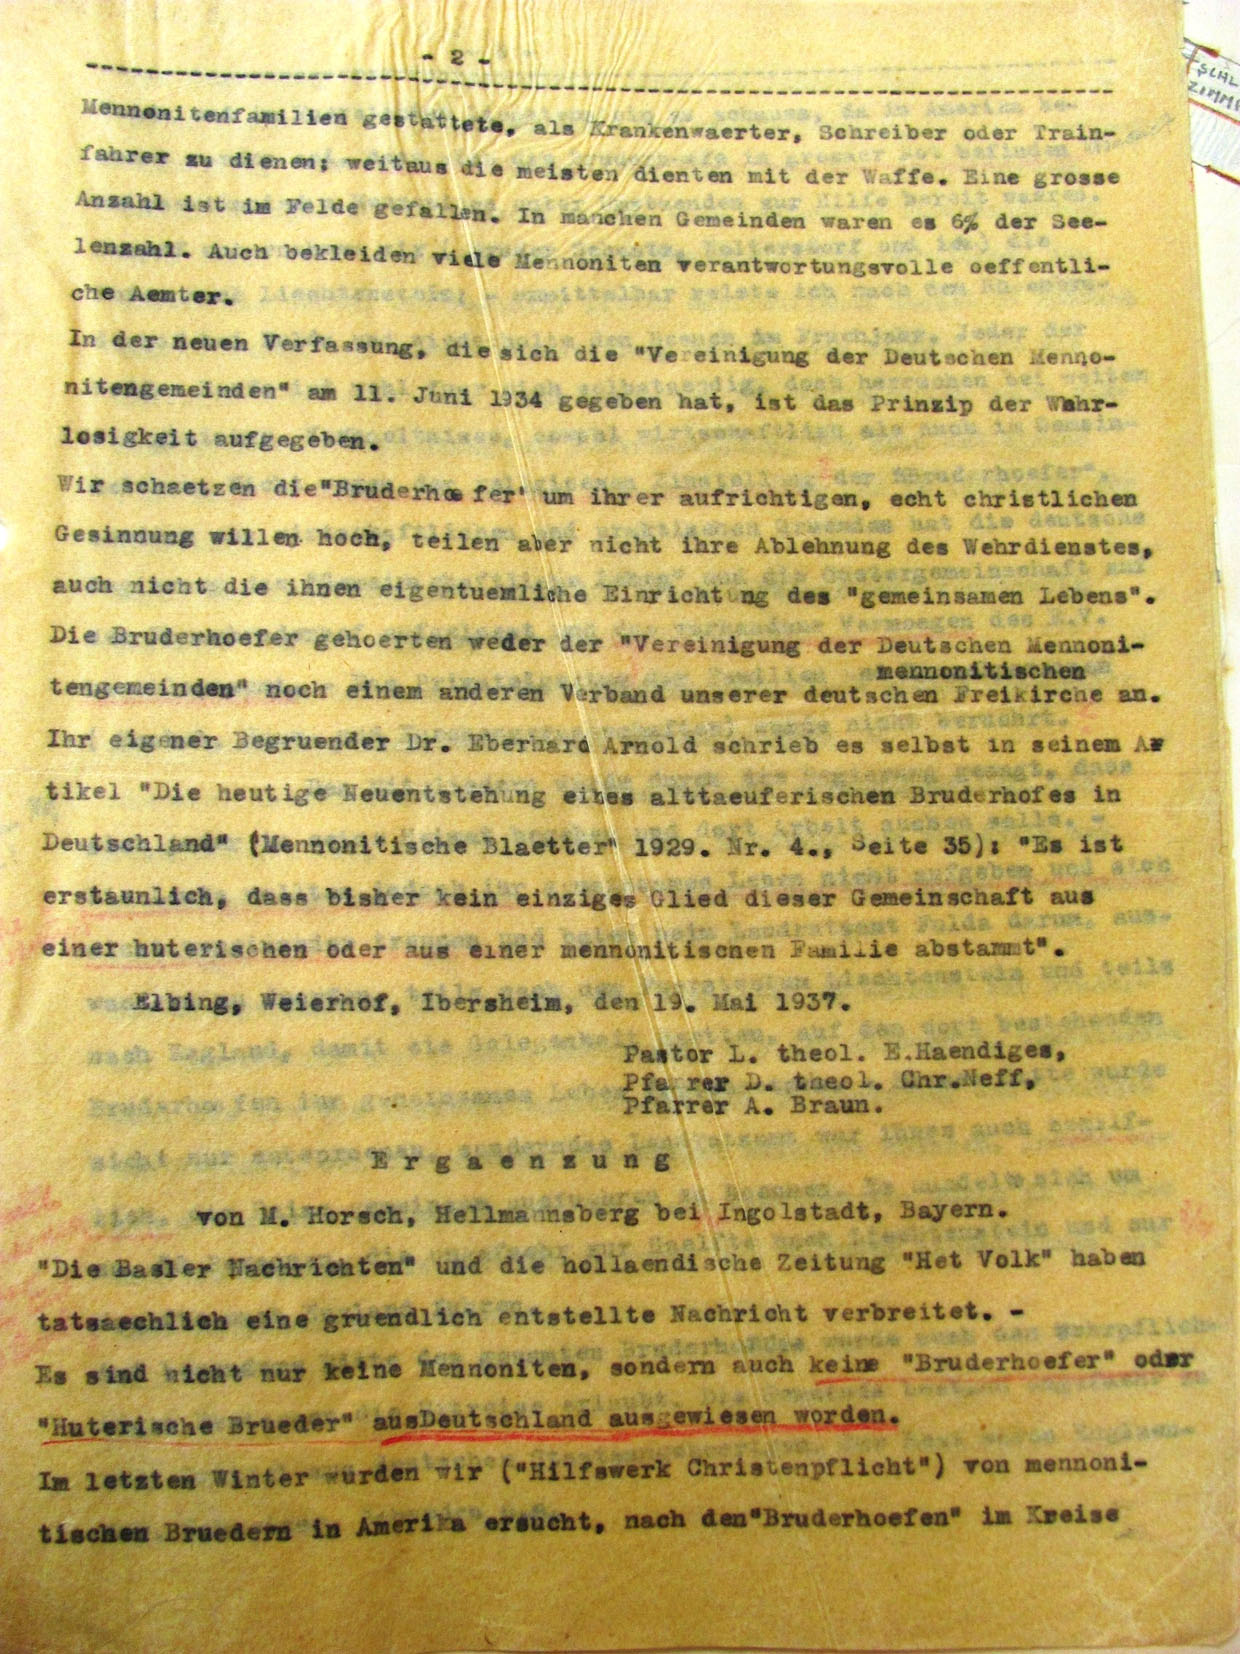 - 2 -
Mennonitenfamilien gestattete, als Krankenwaerter, Schreiber oder Train-
fahrer zu dienen; weitaus die meisten dienten mit der Waffe. Eine grosse
Anzahl ist im Felde gefallen. In manchen Gemeinden waren es 6% der See-
lenzahl. Auch bekleiden viele Mennoniten verantwortungsvolle oeffentli-
che Aemter.
In der neuen Verfassung, die sich die "Vereinigung der Deutschen Menno-
nitengemeinden" am 11. Juni 1934 gegeben hat, ist das Prinzip der Wehr-
losigkeit aufgegeben.
Wir schaetzen die"Bruderhoefer' um ihrer aufrichtigen, echt christlichen
Gesinnung willen hoch, teilen aber nicht ihre Ablehnung des Wehrdienstes,
auch nicht die ihnen eigentuemliche Einrichtung des "gemeinsamen Lebens".
Die Bruderhoefer gehoerten weder der "Vereinigung der Deutschen Mennoni-
mennonitischen
tengemeinden" noch einem anderen Verband unserer deutschen Freikirche an.
Ihr eigener Begruender Dr. Eberhard Arnold schrieb es selbst in seinem Ar
tikel "Die heutige Neuentstehung eines alttaeuferischen Bruderhofes in
Deutschland" (Mennonitische Blaetter" 1929. Nr. 4., Seite 35): "Es ist
erstaunlich, dass bisher kein einziges Glied dieser Gemeinschaft aus
einer huterischen oder aus einer mennonitischen Familie abstammt".
Elbing, Weierhof, Ibersheim, den 19. Mai 1937.
Pastor L. theol. E.Haendiges,
Pfarrer D. theol. Chr.Neff,
Pfarrer A. Braun.
E r g a e n z u n g
von M. Horsch, Hellmannsberg bei Ingolstadt, Bayern.
"Die Basler Nachrichten" und die hollaendische Zeitung "Het Volk" haben
tatsaechlich eine gruendlich entstellte Nachricht verbreitet. -
Es sind nicht nur keine Mennoniten, sondern auch keine "Bruderhoefer" oder
"Huterische Brueder" ausDeutschland ausgewiesen worden.
Im letzten Winter wurden wir ("Hilfswerk Christenpflicht") von mennoni-
tischen Bruedern in Amerika ersucht, nach den"Bruderhoefen" im Kreise